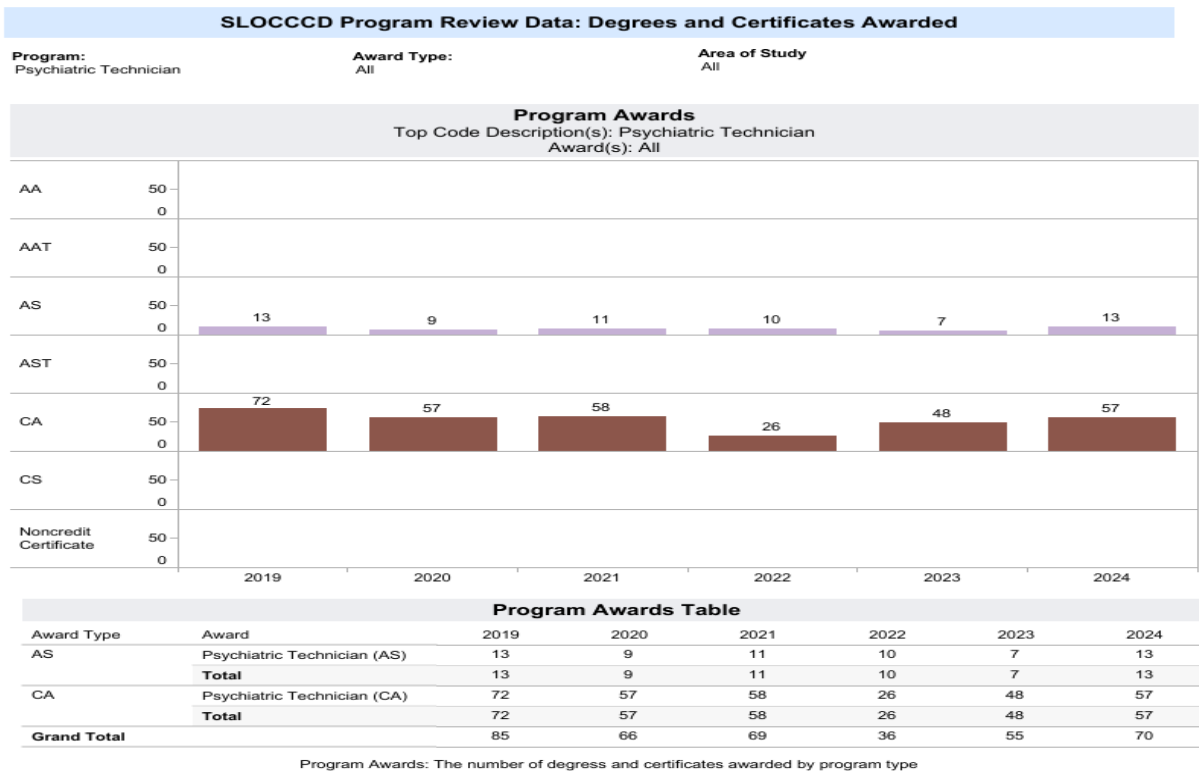 SLOCCCD Program Review Data: Degrees and Certificates Awarded
Program: Award Type: Area of Study
Psychiatric Technician All All
Program Awards
Top Code Description(s): Psychiatric Technician
Award(s): All
AA 50
0
AAT 50
0
AS 50
0
13 9 11 10 7 13
AST 50
0
CA 50
0
72 57 58 26 48 57
CS 50
0
Noncredit
Certificate 50
0
2019 2020 2021 2022 2023 2024
Program Awards Table
Award Type Award 2019 2020 2021 2022 2023 2024
AS Psychiatric Technician (AS) 13 9 11 10 7 13
Total 13 9 11 10 7 13
CA Psychiatric Technician (CA) 72 57 58 26 48 57
Total 72 57 58 26 48 57
Grand Total 85 66 69 36 55 70
Program Awards: The number of degress and certificates awarded by program type